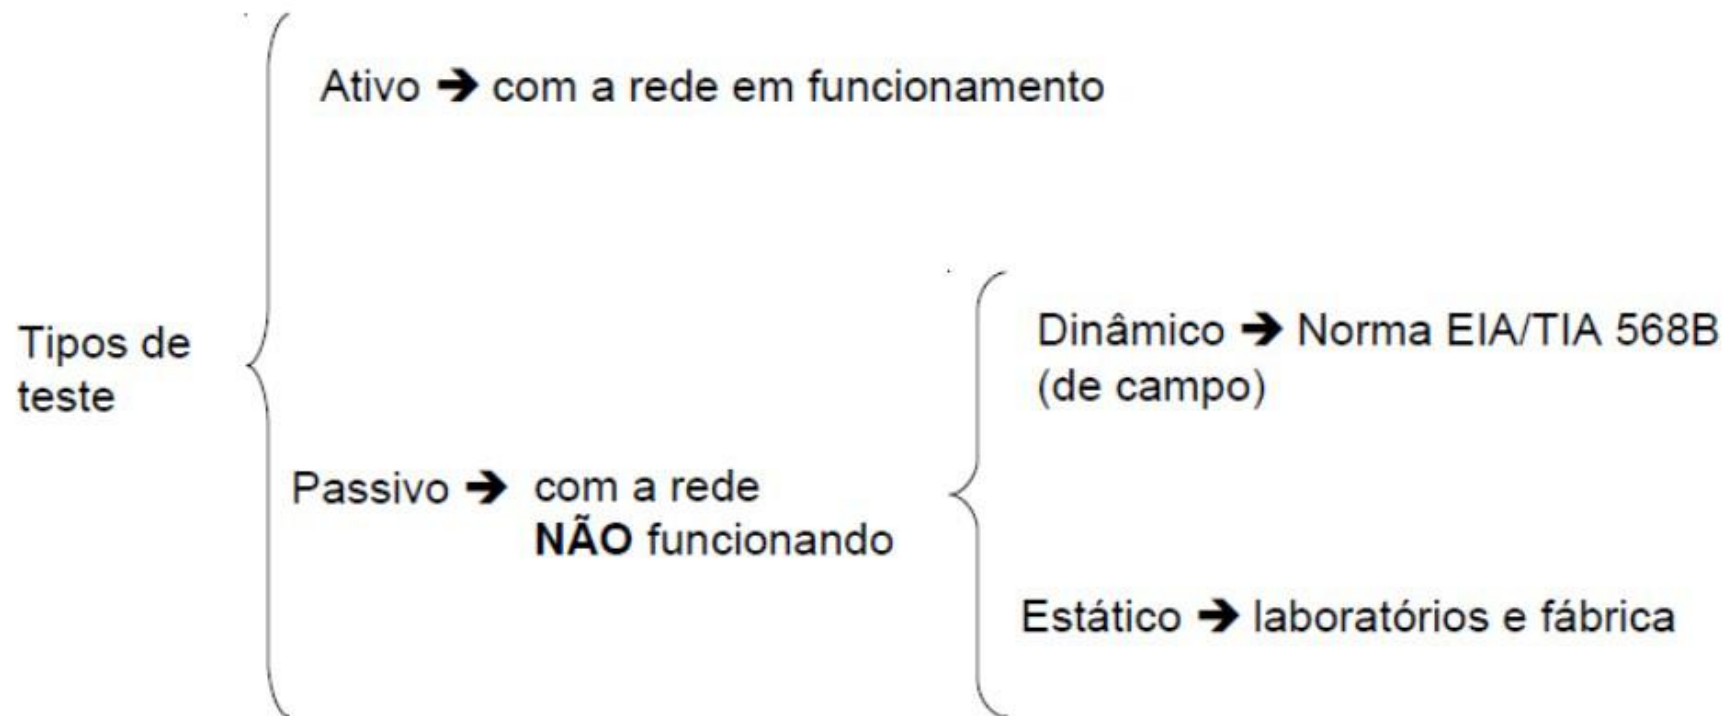 Ativo ➔ com a rede em funcionamento
Tipos de
teste
Dinâmico ➔ Norma EIA/TIA 568B
(de campo)
Passivo ➔ com a rede
NÃO funcionando
Estático ➔ laboratórios e fábrica